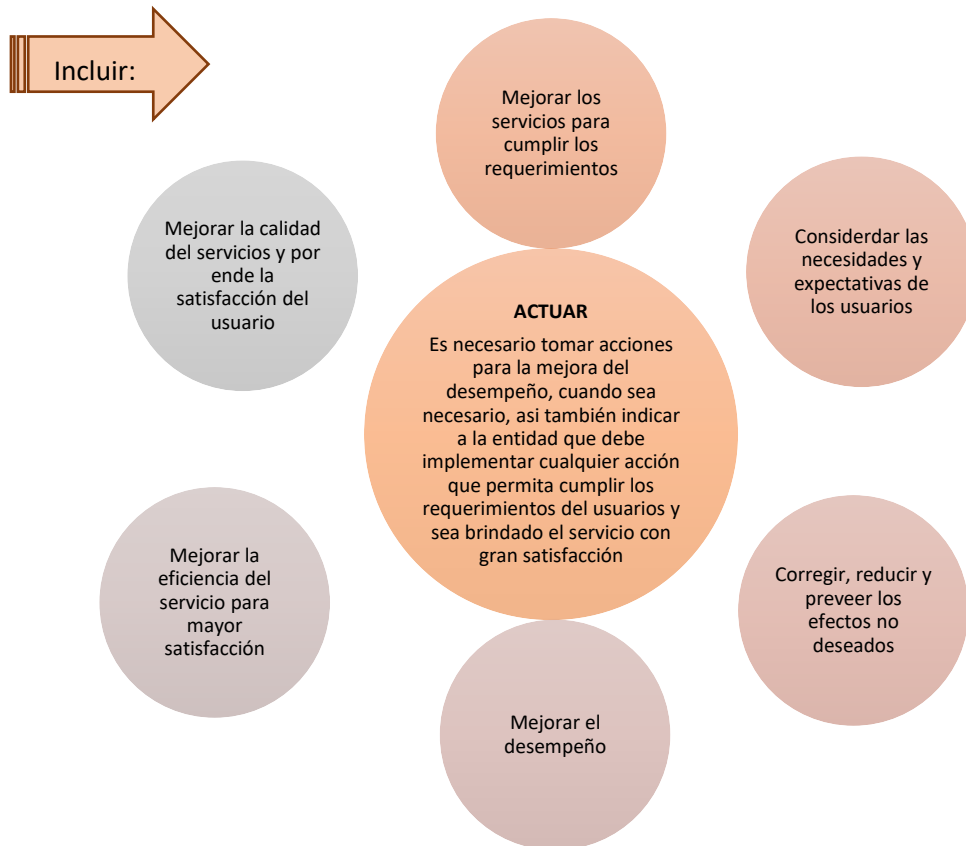 Incluir:
Mejorar los
servicios para
cumplir los
requerimientos
Considerdar las
necesidades y
expectativas de
los usuarios
Corregir, reducir y
preveer los
efectos no
deseados
Mejorar el
desempeño
Mejorar la
eficiencia del
servicio para
mayor
satisfacción
Mejorar la calidad
del servicios y por
ende la
satisfacción del
usuario
ACTUAR
Es necesario tomar acciones
para la mejora del
desempeño, cuando sea
necesario, asi también indicar
a la entidad que debe
implementar cualquier acción
que permita cumplir los
requerimientos del usuarios y
sea brindado el servicio con
gran satisfacción